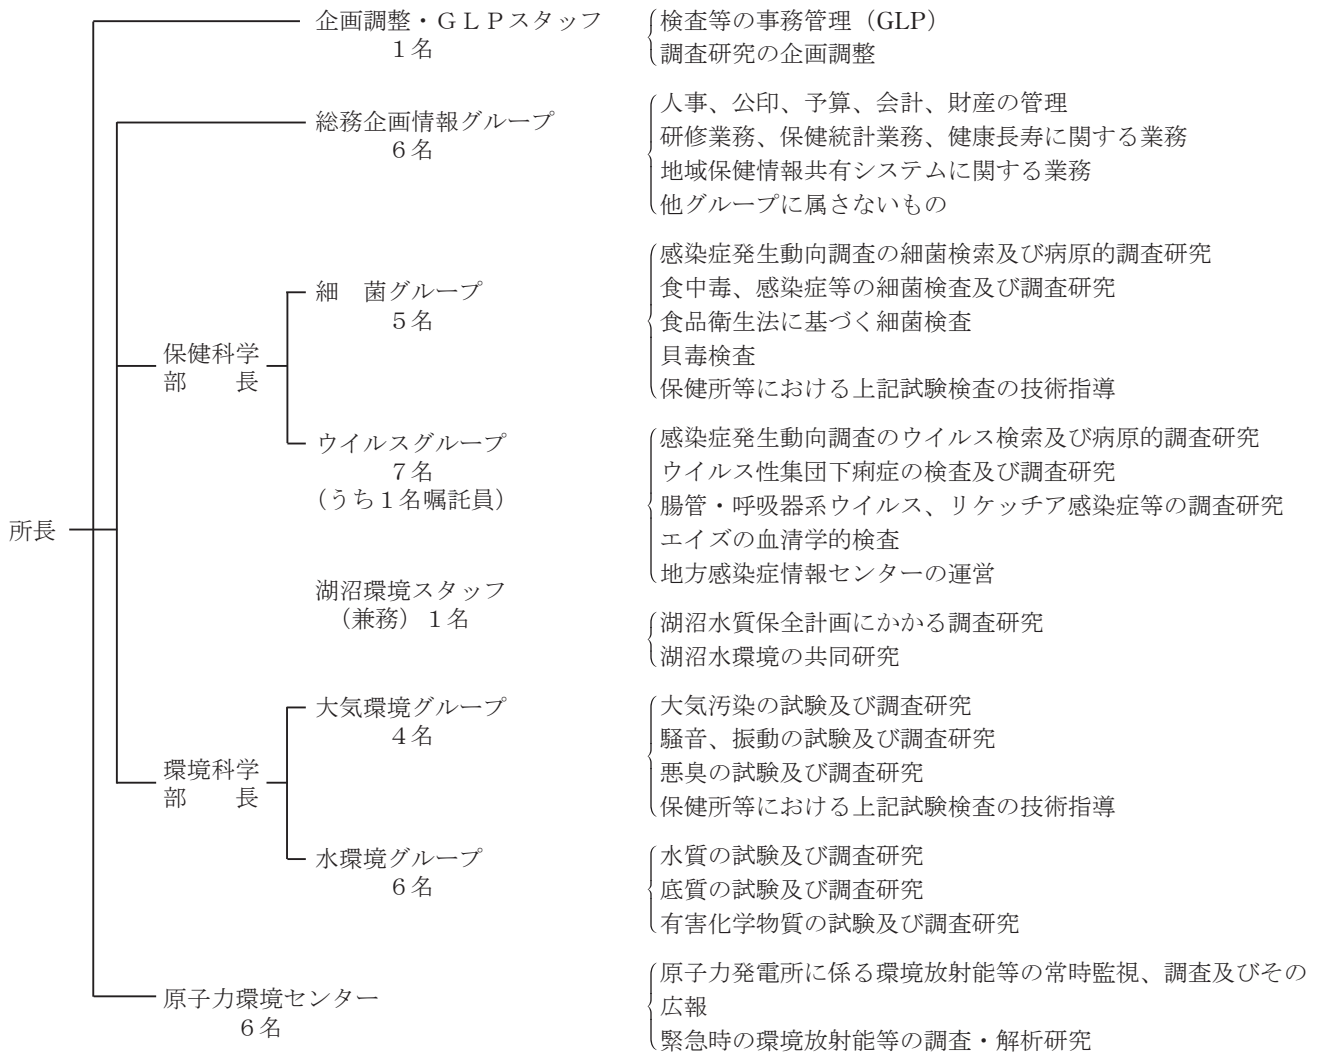 企画調整・ＧＬＰスタッフ
１名
検査等の事務管理（GLP）
調査研究の企画調整
総務企画情報グループ
６名
人事、公印、予算、会計、財産の管理
研修業務、保健統計業務、健康長寿に関する業務
地域保健情報共有システムに関する業務
他グループに属さないもの
保健科学
部　　長
細　菌グループ
５名
感染症発生動向調査の細菌検索及び病原的調査研究
食中毒、感染症等の細菌検査及び調査研究
食品衛生法に基づく細菌検査
貝毒検査
保健所等における上記試験検査の技術指導
ウイルスグループ
７名
（うち１名嘱託員）
感染症発生動向調査のウイルス検索及び病原的調査研究
ウイルス性集団下痢症の検査及び調査研究
腸管・呼吸器系ウイルス、リケッチア感染症等の調査研究
エイズの血清学的検査
地方感染症情報センターの運営
所長
湖沼環境スタッフ
（兼務）１名
湖沼水質保全計画にかかる調査研究
湖沼水環境の共同研究
環境科学
部　　長
大気環境グループ
４名
大気汚染の試験及び調査研究
騒音、振動の試験及び調査研究
悪臭の試験及び調査研究
保健所等における上記試験検査の技術指導
水環境グループ
６名
水質の試験及び調査研究
底質の試験及び調査研究
有害化学物質の試験及び調査研究
原子力環境センター
６名
原子力発電所に係る環境放射能等の常時監視、調査及びその
広報
緊急時の環境放射能等の調査・解析研究